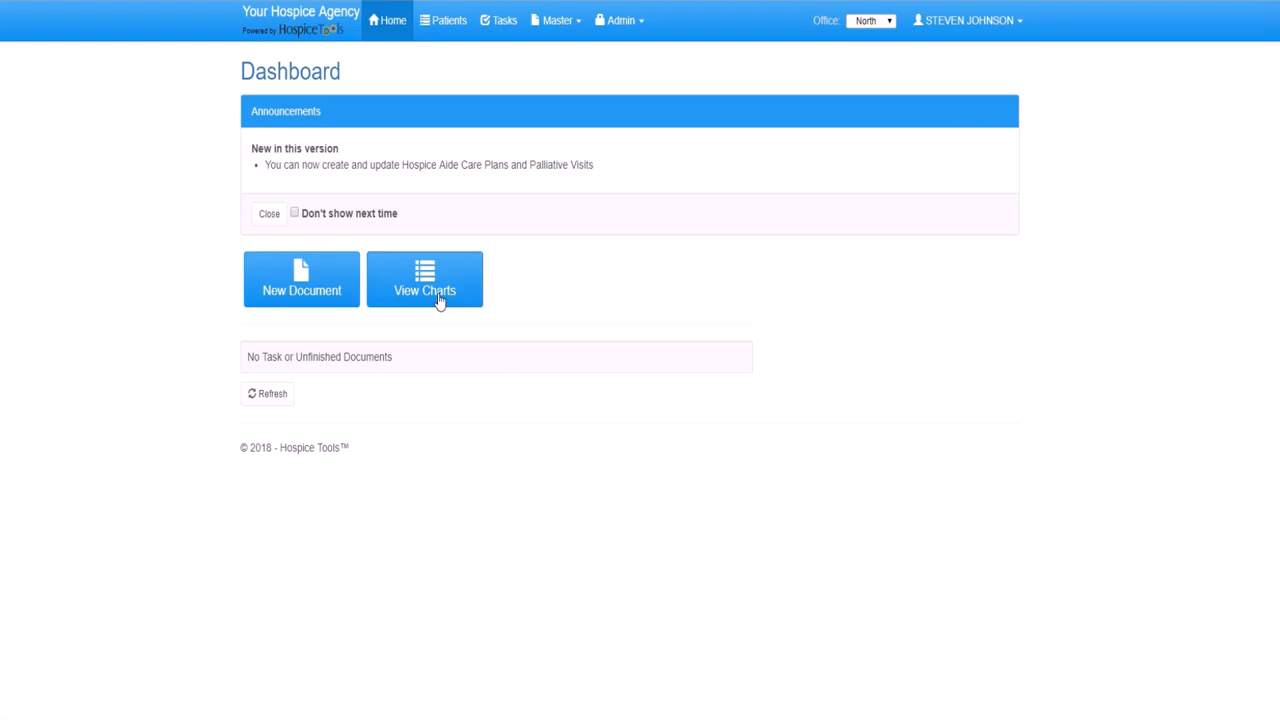 Your Hospice Agency
Powered by HospiceTools
Home Patients Tasks Master Admin Office: North STEVEN JOHNSON
Dashboard
Announcements
New in this version
• You can now create and update Hospice Aide Care Plans and Palliative Visits
Close Don't show next time
New Document View Charts
No Task or Unfinished Documents
Refresh
© 2018 - Hospice Tools™